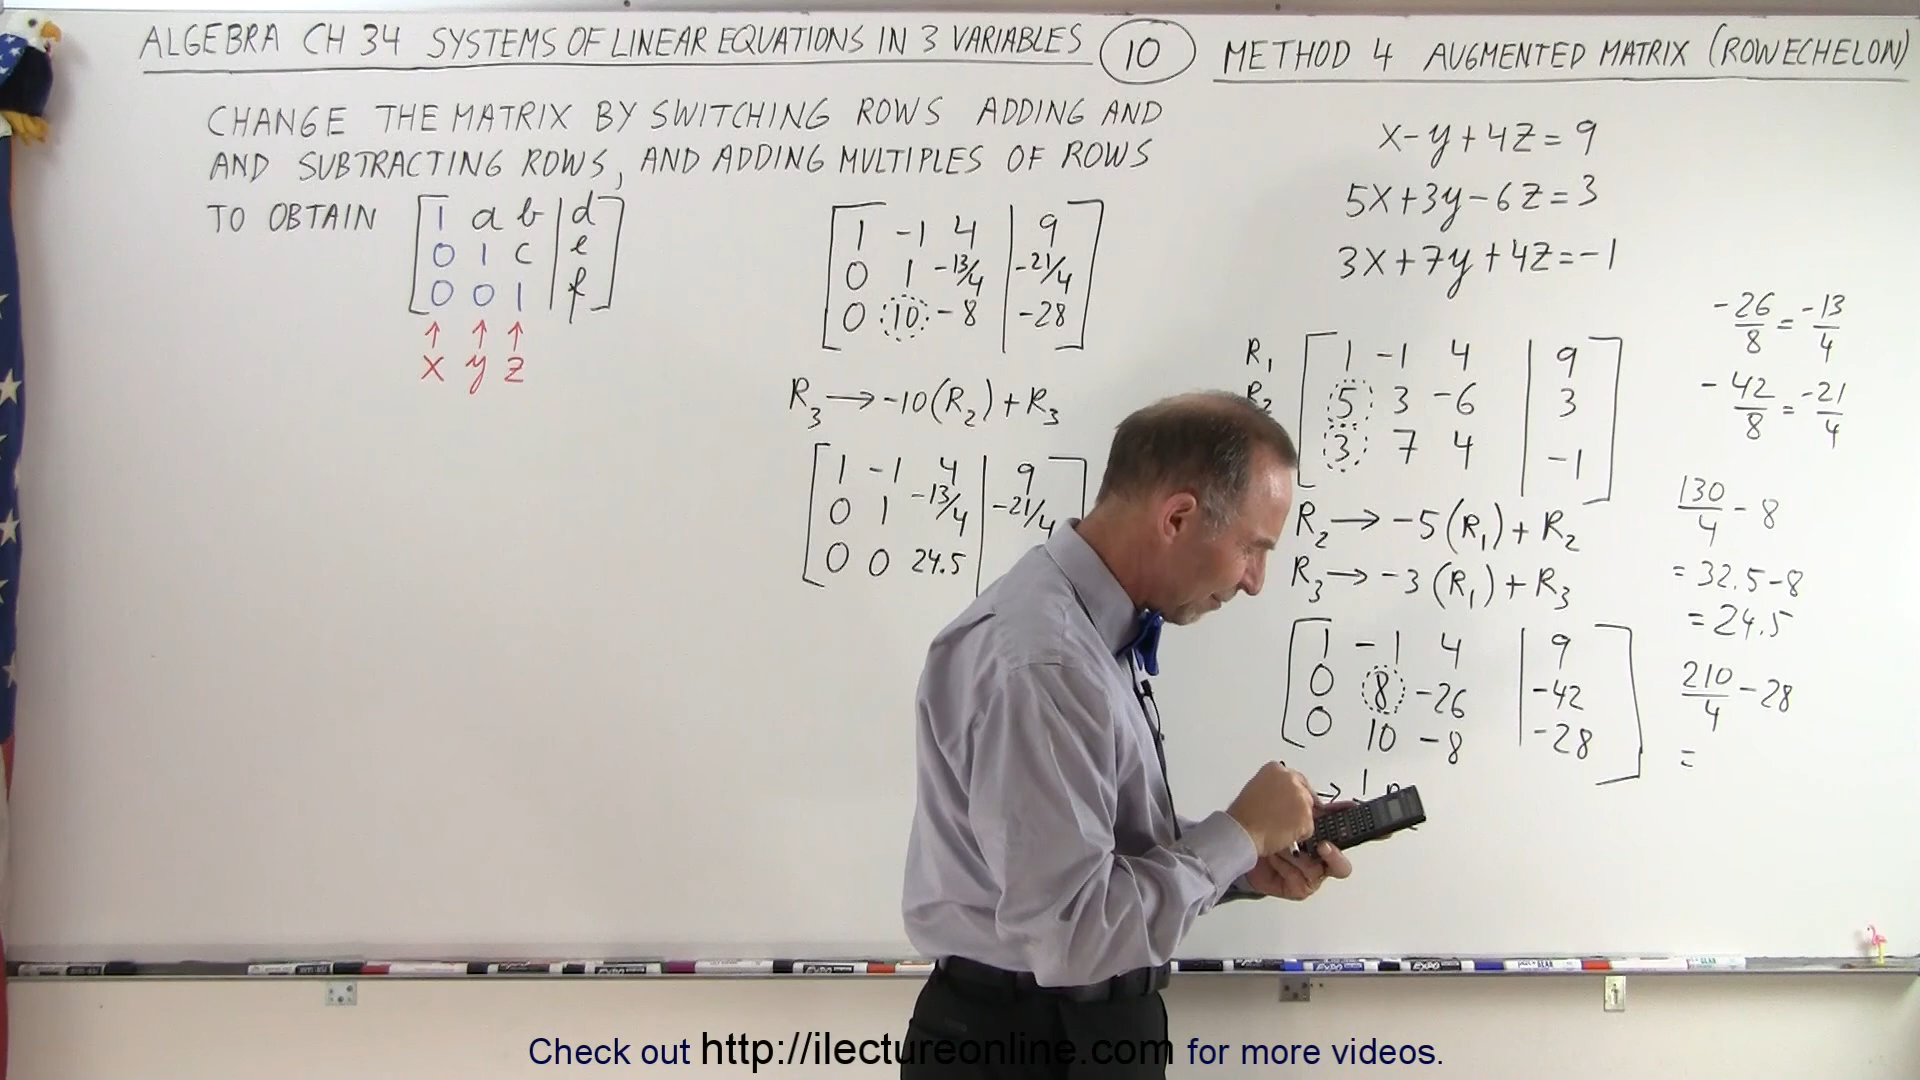 ALGEBRA CH 34 SYSTEMS OF LINEAR EQUATIONS IN 3 VARIABLES 10 METHOD 4 AUGMENTED MATRIX (ROW ECHELON)
CHANGE THE MATRIX BY SWITCHING ROWS ADDING AND
AND SUBTRACTING ROWS, AND ADDING MULTIPLES OF ROWS
TO OBTAIN
1 a b | d
0 1 c | e
0 0 1 | f
↑ ↑ ↑
x y z
1 -1 4 | 9
0 1 -13/4 | -21/4
0 10 -8 | -28
R3 → -10(R2) + R3
1 -1 4 | 9
0 1 -13/4 | -21/4
0 0 24.5 |
x - y + 4z = 9
5x + 3y - 6z = 3
3x + 7y + 4z = -1
R1 1 -1 4 | 9
R2 5 3 -6 | 3
3 7 4 | -1
R2 → -5(R1) + R2
R3 → -3(R1) + R3
1 -1 4 | 9
0 8 -26 | -42
0 10 -8 | -28
→ 1
-26/8 = -13/4
-42/8 = -21/4
130/4 - 8
= 32.5 - 8
= 24.5
210/4 - 28
=
Check out http://ilectureonline.com for more videos.